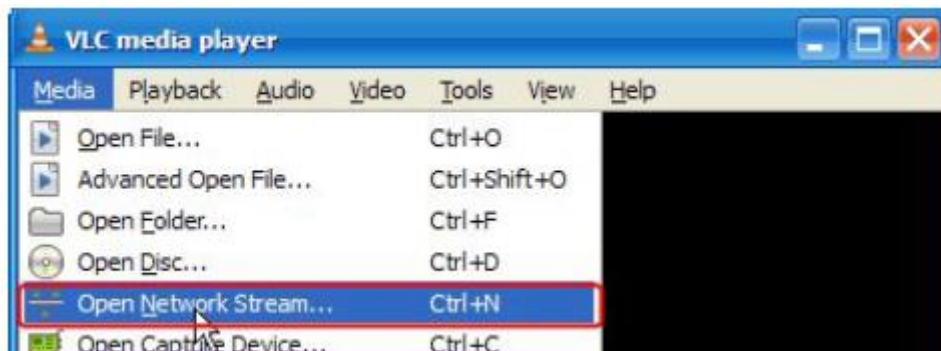 VLC media player
Media Playback Audio Video Tools View Help
Open File... Ctrl+O
Advanced Open File... Ctrl+Shift+O
Open Folder... Ctrl+F
Open Disc... Ctrl+D
Open Network Stream... Ctrl+N
Open Capture Device... Ctrl+C